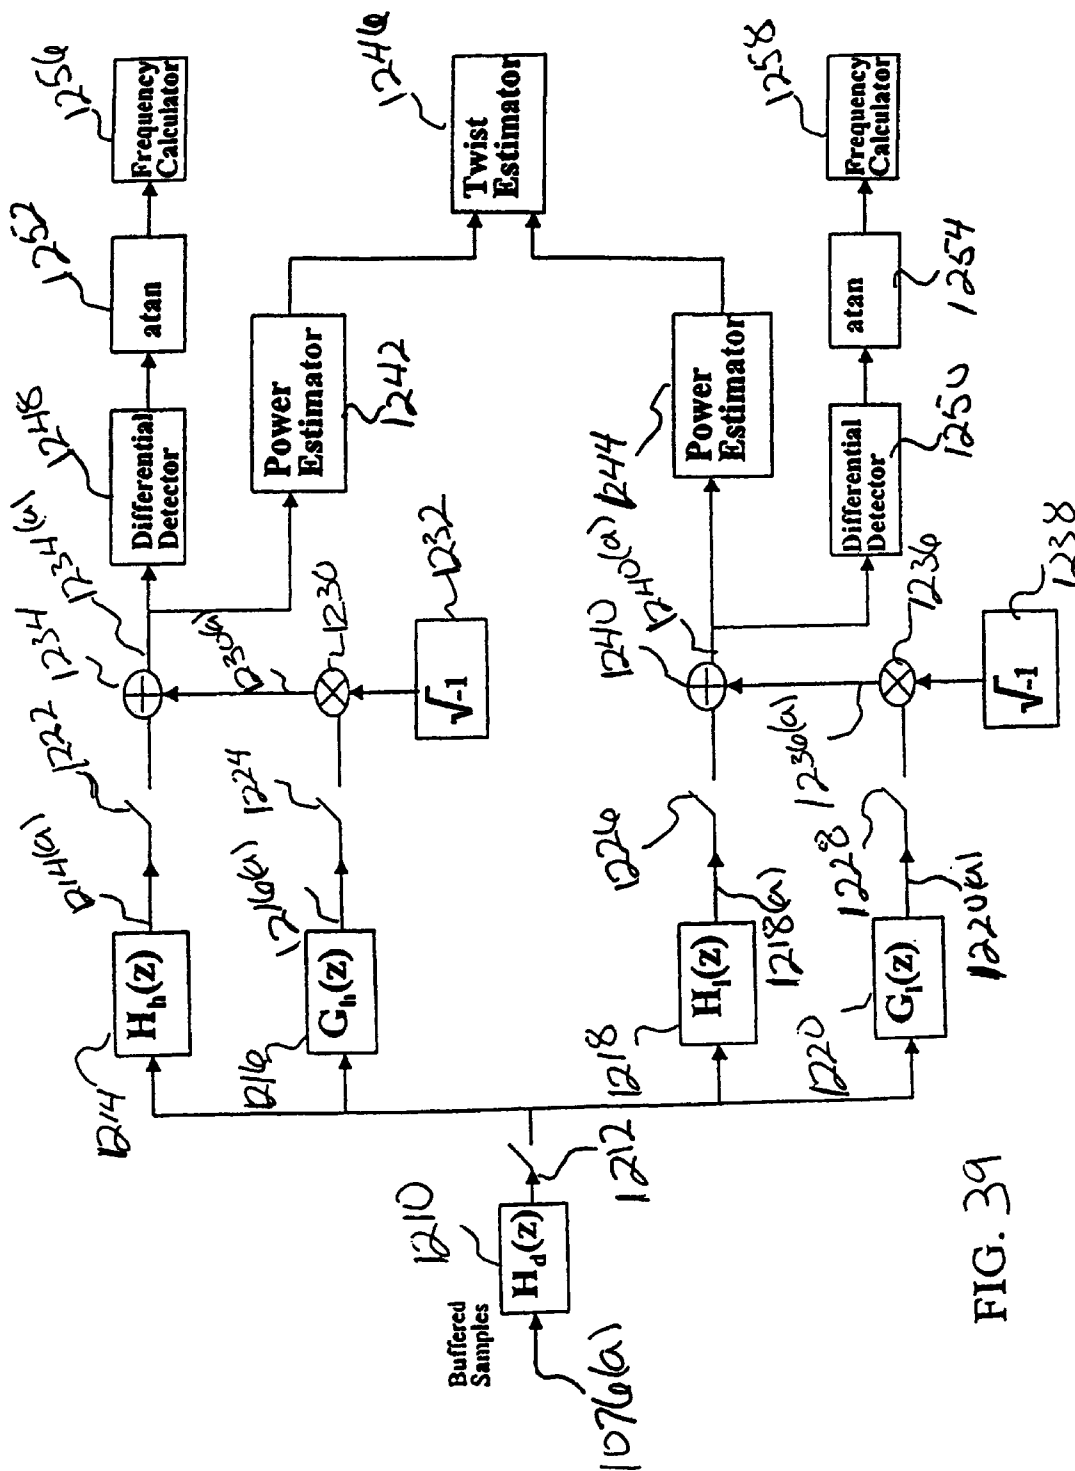 Buffered
Samples
1076(a)
H_d(z)
1210
1212
1214
H_h(z)
1214(a)
1222
1234
1234(a)
1248
Differential
Detector
1252
atan
1256
Frequency
Calculator
1216
G_h(z)
1216(a)
1224
1230(a)
1230
1232
√-1
Power
Estimator
1242
1246
Twist
Estimator
1218
H_l(z)
1218(a)
1226
1240
1240(a)
1244
Power
Estimator
1220
G_l(z)
1220(a)
1228
1236(a)
1236
1238
√-1
Differential
Detector
1250
atan
1254
1258
Frequency
Calculator
FIG. 39